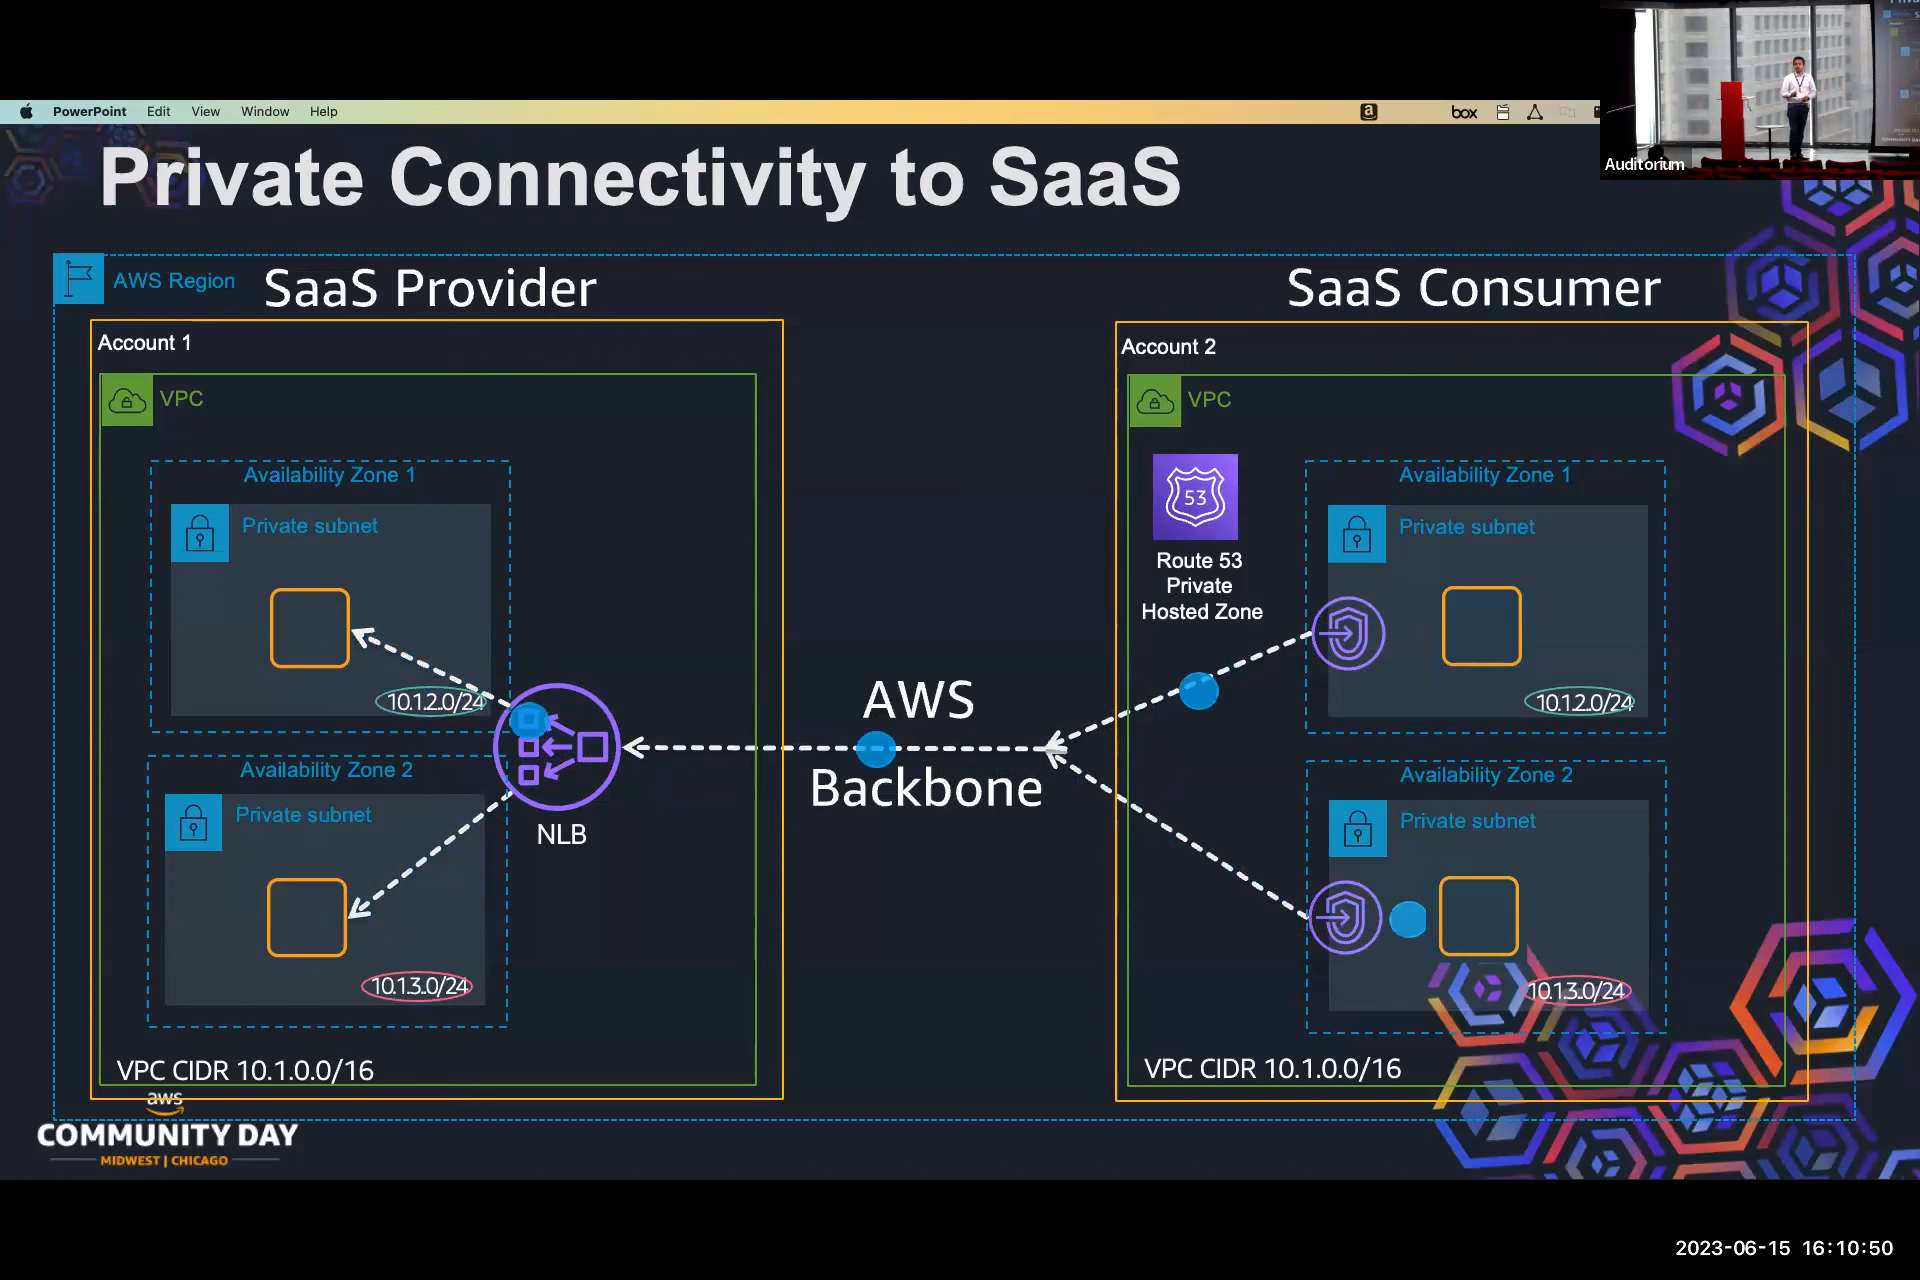 PowerPoint Edit View Window Help
box
Auditorium
Private Connectivity to SaaS
AWS Region
SaaS Provider
SaaS Consumer
Account 1
VPC
Availability Zone 1
Private subnet
10.1.2.0/24
Availability Zone 2
Private subnet
10.1.3.0/24
NLB
VPC CIDR 10.1.0.0/16
AWS
Backbone
Account 2
VPC
53
Route 53
Private
Hosted Zone
Availability Zone 1
Private subnet
10.1.2.0/24
Availability Zone 2
Private subnet
10.1.3.0/24
VPC CIDR 10.1.0.0/16
aws
COMMUNITY DAY
MIDWEST | CHICAGO
2023-06-15 16:10:50